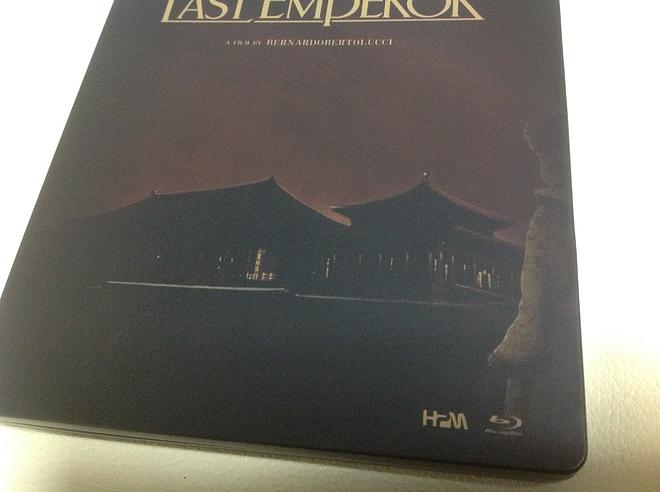 LAST EMPEROR
A FILM BY BERNARDOBERTOLUCCI
HDM
Blu-ray Disc